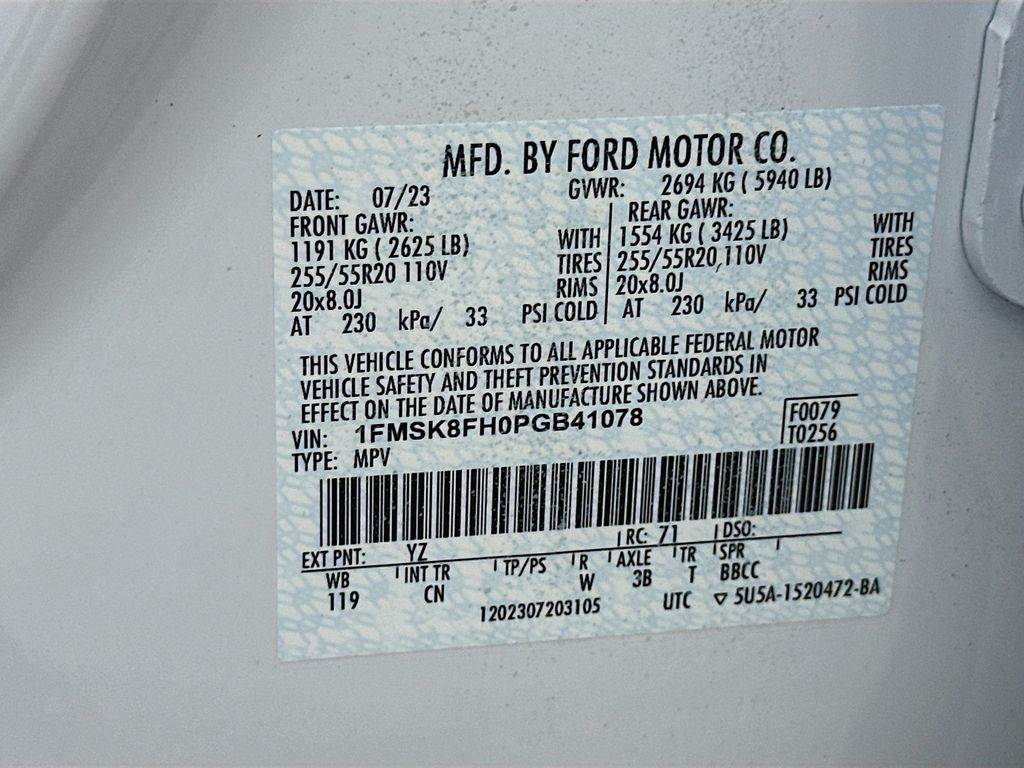 MFD. BY FORD MOTOR CO.
DATE: 07/23 GVWR: 2694 KG ( 5940 LB)
FRONT GAWR: REAR GAWR:
1191 KG ( 2625 LB) WITH 1554 KG ( 3425 LB) WITH
255/55R20 110V TIRES 255/55R20,110V TIRES
20x8.0J RIMS 20x8.0J RIMS
AT 230 kPa/ 33 PSI COLD AT 230 kPa/ 33 PSI COLD
THIS VEHICLE CONFORMS TO ALL APPLICABLE FEDERAL MOTOR
VEHICLE SAFETY AND THEFT PREVENTION STANDARDS IN
EFFECT ON THE DATE OF MANUFACTURE SHOWN ABOVE.
VIN: 1FMSK8FH0PGB41078 F0079
TYPE: MPV T0256
EXT PNT: YZ RC: 71 DSO:
WB INT TR TP/PS R AXLE TR SPR
119 CN W 3B T BBCC
1202307203105 UTC ▽ 5U5A-1520472-BA